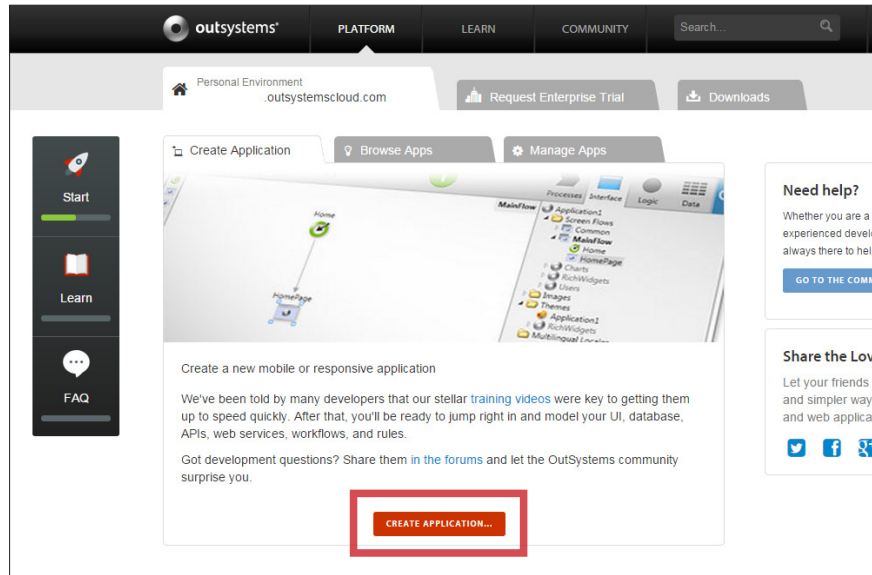 outsystems
PLATFORM
LEARN
COMMUNITY
Search...
Personal Environment
.outsystemscloud.com
Request Enterprise Trial
Downloads
Start
Learn
FAQ
Create Application
Browse Apps
Manage Apps
Processes
Interface
Logic
Data
MainFlow
Application1
Screen Flows
Common
MainFlow
Home
HomePage
Charts
RichWidgets
Users
Images
Themes
Application1
RichWidgets
Multilingual Locales
Home
HomePage
Create a new mobile or responsive application
We've been told by many developers that our stellar training videos were key to getting them
up to speed quickly. After that, you'll be ready to jump right in and model your UI, database,
APIs, web services, workflows, and rules.
Got development questions? Share them in the forums and let the OutSystems community
surprise you.
CREATE APPLICATION...
Need help?
Whether you are a
experienced devel
always there to hel
GO TO THE COMM
Share the Lov
Let your friends
and simpler way
and web applica